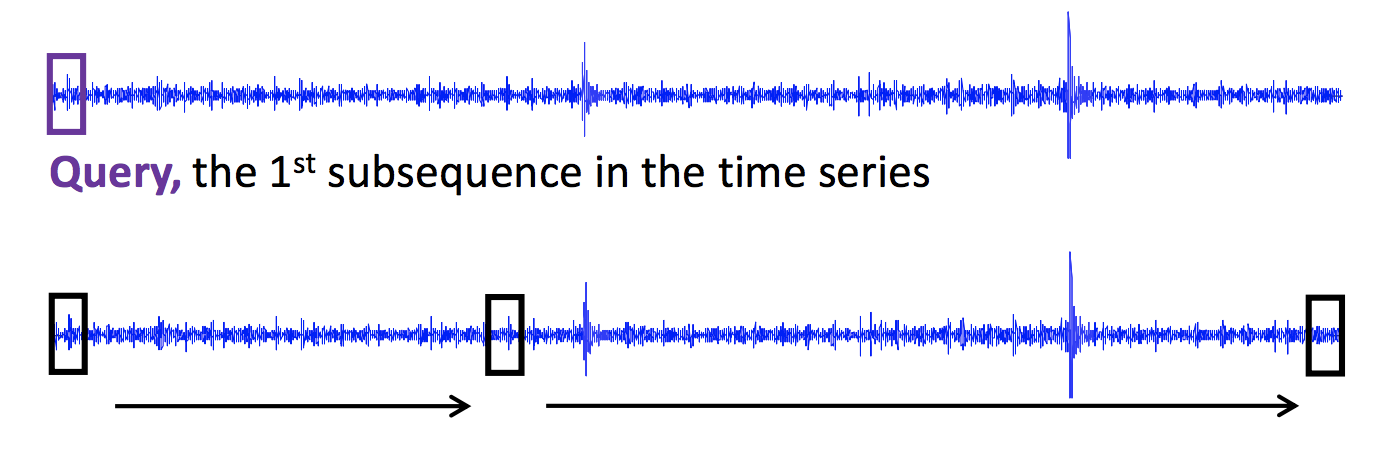 Query, the 1st subsequence in the time series